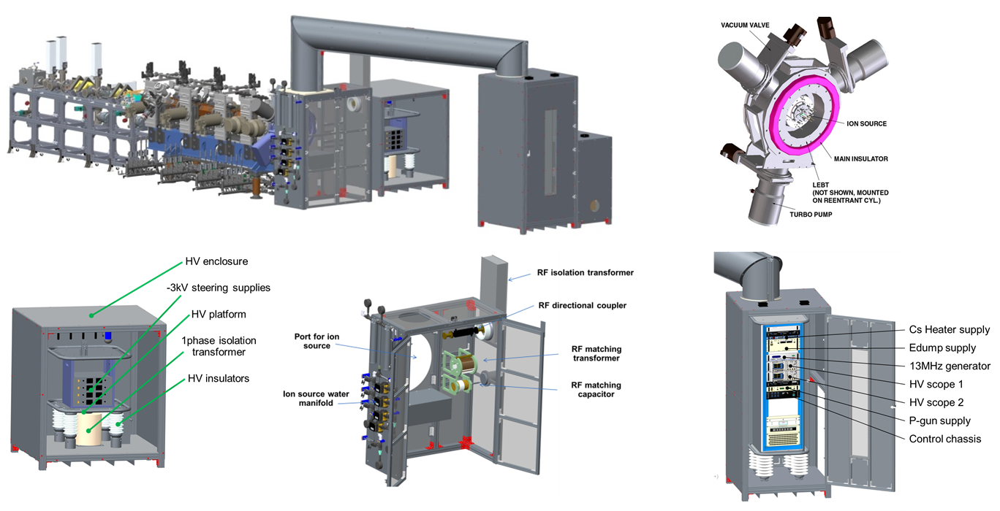 VACUUM VALVE
ION SOURCE
MAIN INSULATOR
LEBT
(NOT SHOWN, MOUNTED
ON REENTRANT CYL.)
TURBO PUMP
HV enclosure
-3kV steering supplies
HV platform
1phase isolation
transformer
HV insulators
RF isolation transformer
RF directional coupler
Port for ion
source
RF matching
transformer
RF matching
capacitor
Ion source water
manifold
Cs Heater supply
Edump supply
13MHz generator
HV scope 1
HV scope 2
P-gun supply
Control chassis